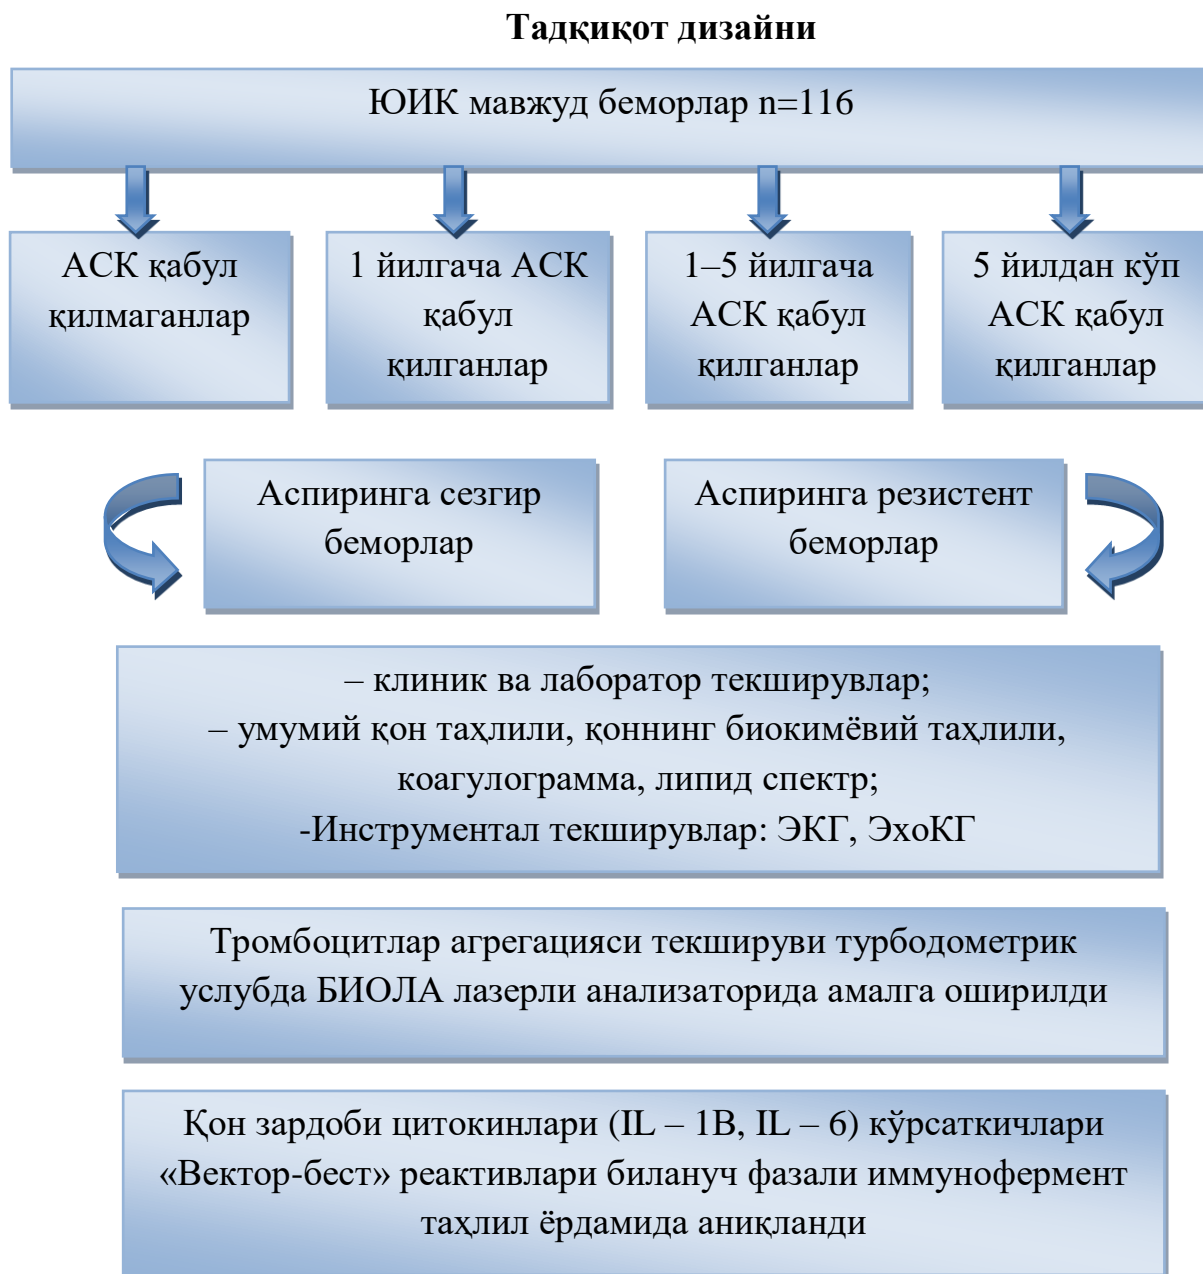 Тадқиқот дизайни
ЮИК мавжуд беморлар n=116
АСК қабул
қилмаганлар
1 йилгача АСК
қабул
қилганлар
1–5 йилгача
АСК қабул
қилганлар
5 йилдан кўп
АСК қабул
қилганлар
Аспиринга сезгир
беморлар
Аспиринга резистент
беморлар
– клиник ва лаборатор текширувлар;
– умумий қон таҳлили, қоннинг биокимёвий таҳлили,
коагулограмма, липид спектр;
-Инструментал текширувлар: ЭКГ, ЭхоКГ
Тромбоцитлар агрегацияси текшируви турбодометрик
услубда БИОЛА лазерли анализаторида амалга оширилди
Қон зардоби цитокинлари (IL – 1B, IL – 6) кўрсаткичлари
«Вектор-бест» реактивлари билануч фазали иммунофермент
таҳлил ёрдамида аниқланди